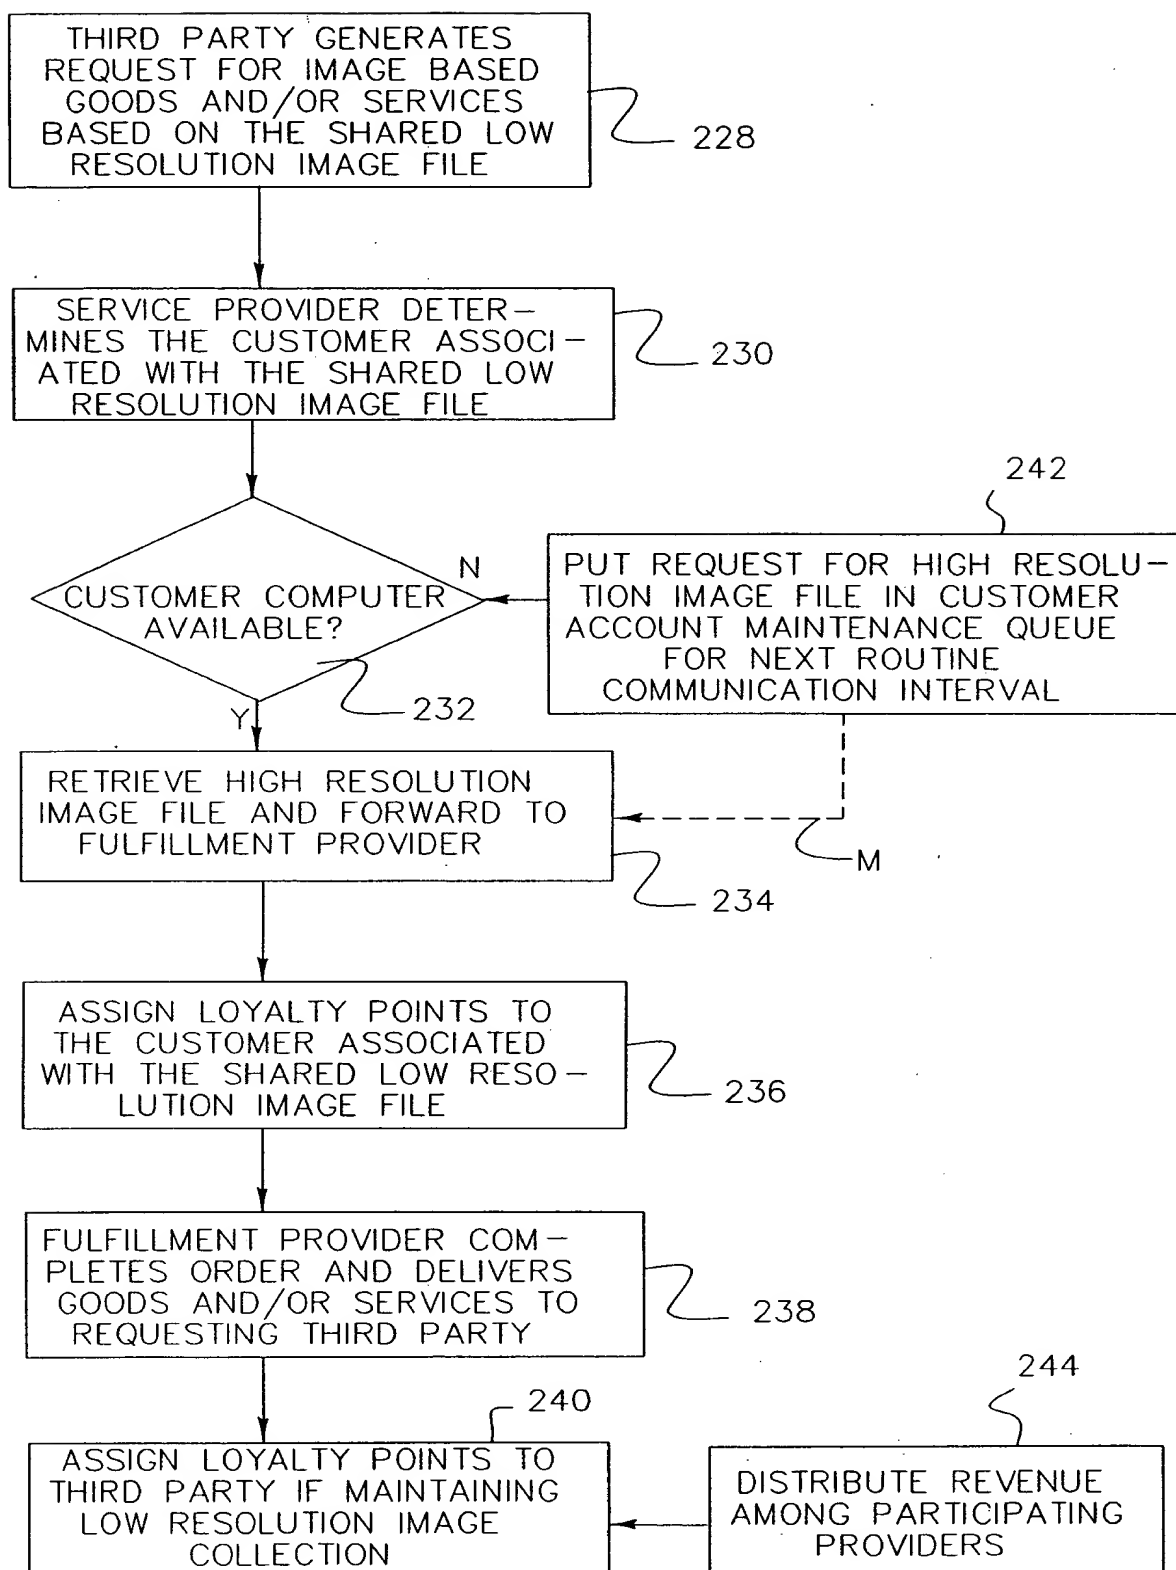 THIRD PARTY GENERATES
REQUEST FOR IMAGE BASED
GOODS AND/OR SERVICES
BASED ON THE SHARED LOW
RESOLUTION IMAGE FILE
228
SERVICE PROVIDER DETER–
MINES THE CUSTOMER ASSOCI–
ATED WITH THE SHARED LOW
RESOLUTION IMAGE FILE
230
242
CUSTOMER COMPUTER
AVAILABLE?
N
Y
232
PUT REQUEST FOR HIGH RESOLU–
TION IMAGE FILE IN CUSTOMER
ACCOUNT MAINTENANCE QUEUE
FOR NEXT ROUTINE
COMMUNICATION INTERVAL
RETRIEVE HIGH RESOLUTION
IMAGE FILE AND FORWARD TO
FULFILLMENT PROVIDER
M
234
ASSIGN LOYALTY POINTS TO
THE CUSTOMER ASSOCIATED
WITH THE SHARED LOW RESO–
LUTION IMAGE FILE
236
FULFILLMENT PROVIDER COM–
PLETES ORDER AND DELIVERS
GOODS AND/OR SERVICES TO
REQUESTING THIRD PARTY
238
240
244
ASSIGN LOYALTY POINTS TO
THIRD PARTY IF MAINTAINING
LOW RESOLUTION IMAGE
COLLECTION
DISTRIBUTE REVENUE
AMONG PARTICIPATING
PROVIDERS